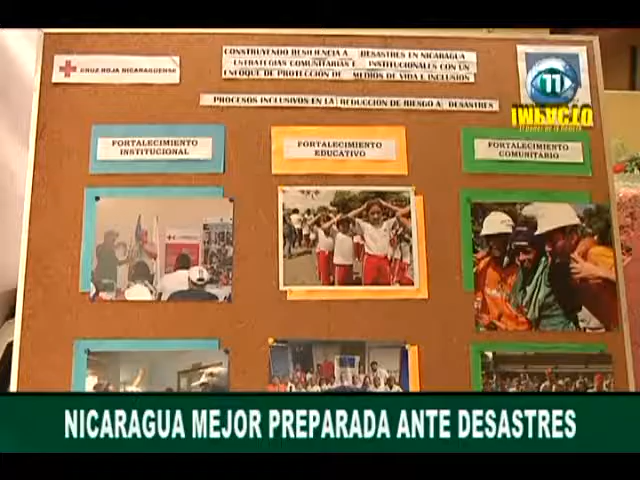 CRUZ ROJA NICARAGUENSE
CONSTRUYENDO RESILIENCIA A DESASTRES EN NICARAGUA
ESTRATEGIAS COMUNITARIAS E INSTITUCIONALES CON UN
ENFOQUE DE PROTECCIÓN DE MEDIOS DE VIDA E INCLUSIÓN
PROCESOS INCLUSIVOS EN LA REDUCCIÓN DE RIESGO A DESASTRES
11
FORTALECIMIENTO
INSTITUCIONAL
FORTALECIMIENTO
EDUCATIVO
FORTALECIMIENTO
COMUNITARIO
NICARAGUA MEJOR PREPARADA ANTE DESASTRES